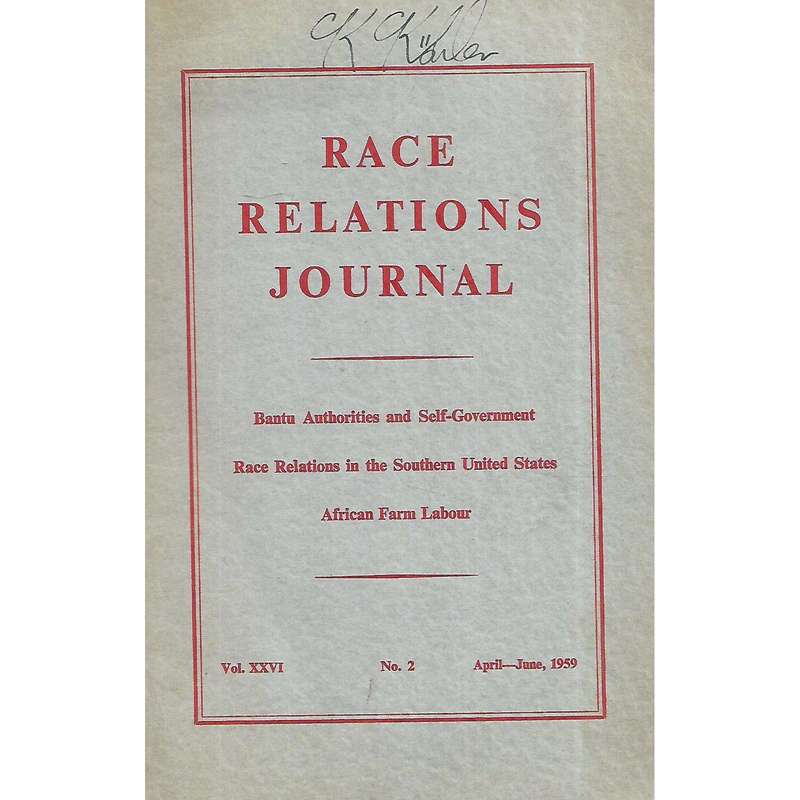 K Köhler
RACE
RELATIONS
JOURNAL
Bantu Authorities and Self-Government
Race Relations in the Southern United States
African Farm Labour
Vol. XXVI No. 2 April—June, 1959